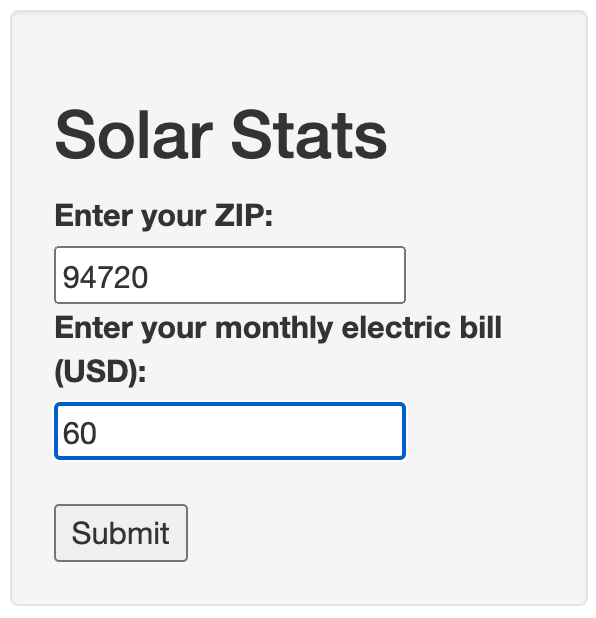 Solar Stats
Enter your ZIP:
94720
Enter your monthly electric bill
(USD):
60
Submit